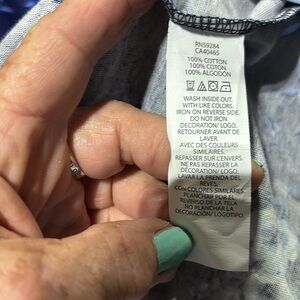 RN59284
CA40465
100% COTTON
100% COTON
100% ALGODÓN
WASH INSIDE OUT
WITH LIKE COLORS.
IRON ON REVERSE SIDE.
DO NOT IRON
DECORATION/ LOGO.
RETOURNER AVANT DE
LAVER.
AVEC DES COULEURS
SIMILAIRES.
REPASSER SUR L'ENVERS.
NE PAS REPASSER LA
DECORATION/ LOGO.
LAVAR LA PRENDA DEL
REVES.
CON COLORES SIMILARES.
PLANCHAR POR EL
REVERSO DE LA TELA
NO PLANCHAR LA
DECORACIÓN/ LOGOTIPO.